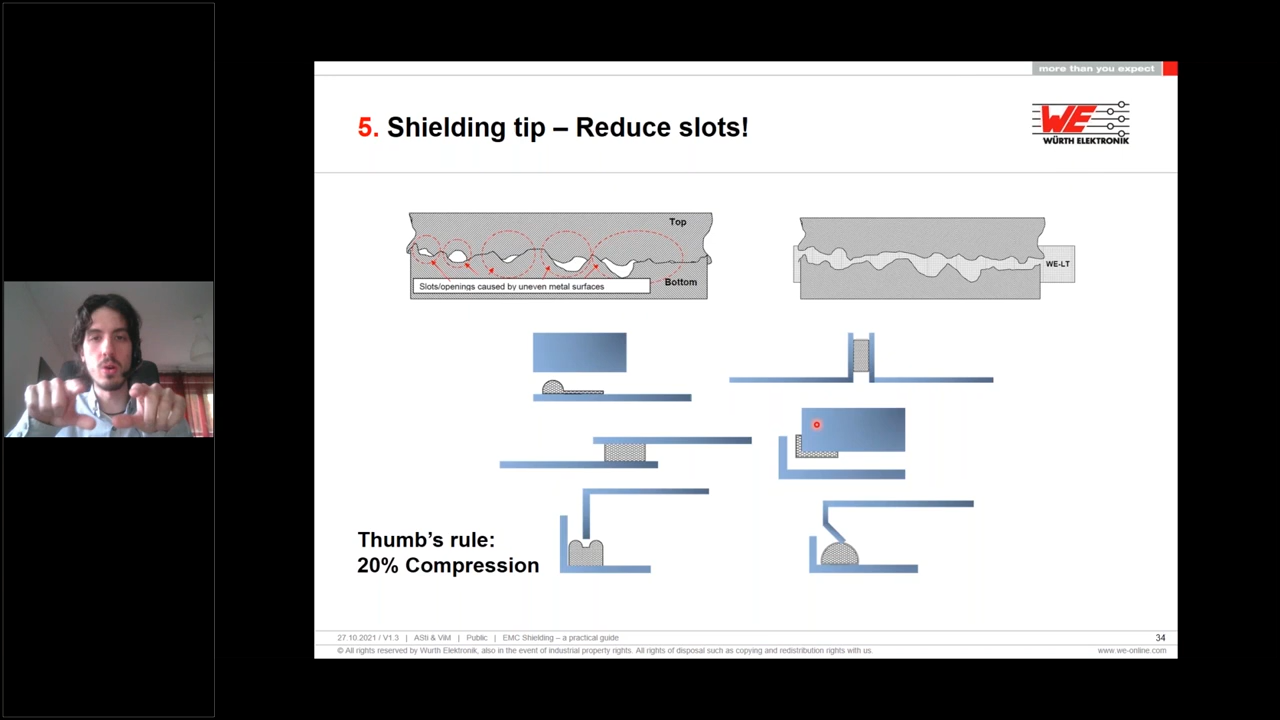 more than you expect
5. Shielding tip – Reduce slots!
WE
WÜRTH ELEKTRONIK
Top
Slots/openings caused by uneven metal surfaces
Bottom
WE-LT
Thumb's rule:
20% Compression
27.10.2021 / V1.3 | ASti & ViM | Public | EMC Shielding – a practical guide
34
© All rights reserved by Wurth Elektronik, also in the event of industrial property rights. All rights of disposal such as copying and redistribution rights with us.
www.we-online.com